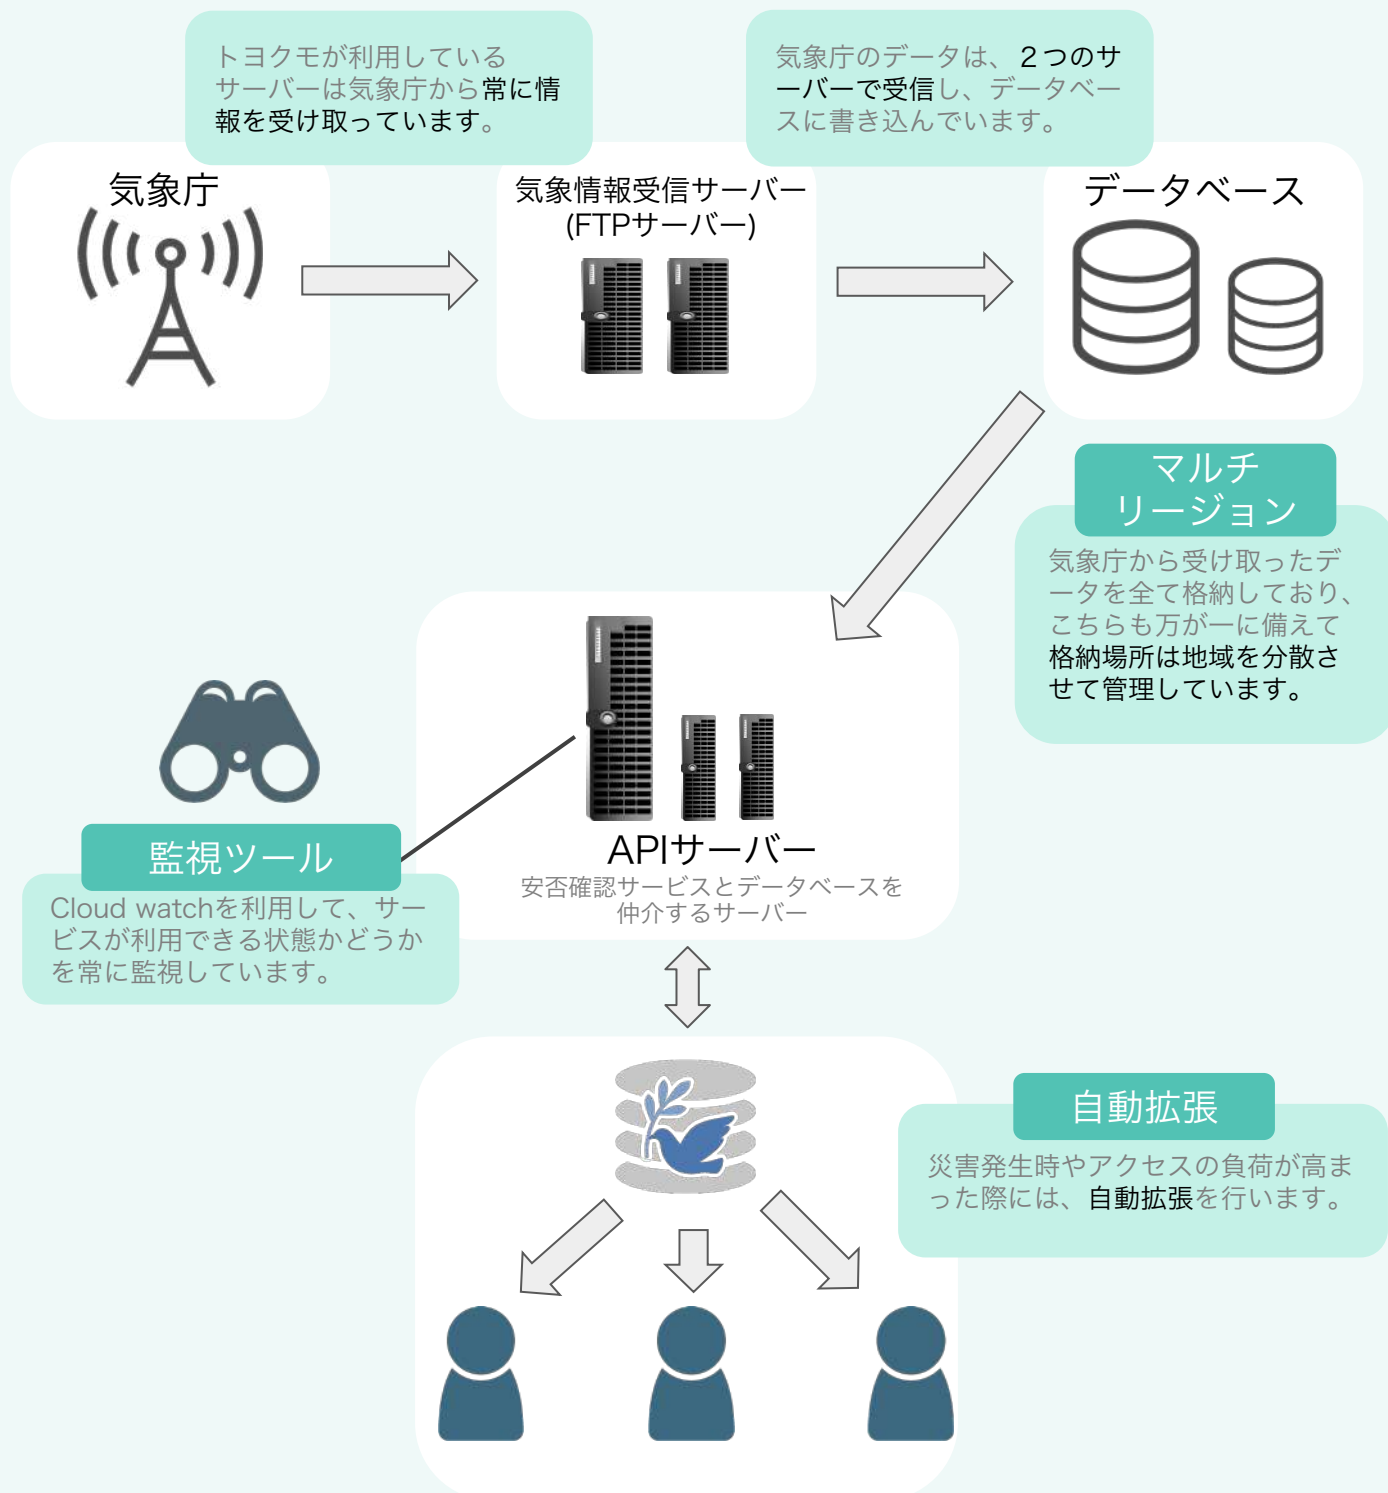 トヨクモが利用している
サーバーは気象庁から常に情
報を受け取っています。
気象庁のデータは、２つのサ
ーバーで受信し、データベー
スに書き込んでいます。
気象庁
気象情報受信サーバー
(FTPサーバー)
データベース
マルチ
リージョン
気象庁から受け取ったデ
ータを全て格納しており、
こちらも万が一に備えて
格納場所は地域を分散さ
せて管理しています。
監視ツール
Cloud watchを利用して、サー
ビスが利用できる状態かどうか
を常に監視しています。
APIサーバー
安否確認サービスとデータベースを
仲介するサーバー
自動拡張
災害発生時やアクセスの負荷が高ま
った際には、自動拡張を行います。